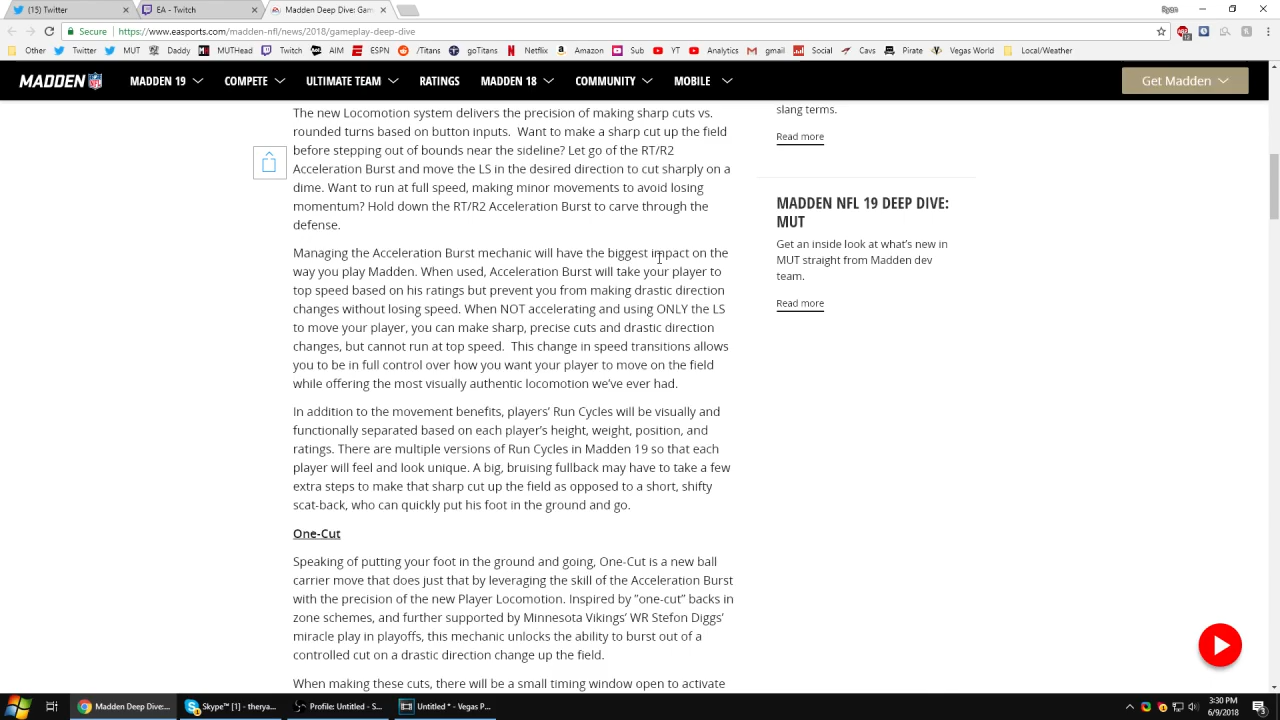 (15) Twitter
EA - Twitch
Madden Deep Dive: Gam
Ryan
Secure
https://www.easports.com/madden-nfl/news/2018/gameplay-deep-dive
Other Twitter MUT Daddy MUTHead Twitch AIM ESPN /Titans goTitans Netflix Amazon Sub YT Analytics gmail Social Cavs Pirate Vegas World Local/Weather
MADDEN NFL MADDEN 19 COMPETE ULTIMATE TEAM RATINGS MADDEN 18 COMMUNITY MOBILE Get Madden
The new Locomotion system delivers the precision of making sharp cuts vs.
rounded turns based on button inputs.  Want to make a sharp cut up the field
before stepping out of bounds near the sideline? Let go of the RT/R2
Acceleration Burst and move the LS in the desired direction to cut sharply on a
dime. Want to run at full speed, making minor movements to avoid losing
momentum? Hold down the RT/R2 Acceleration Burst to carve through the
defense.
Managing the Acceleration Burst mechanic will have the biggest impact on the
way you play Madden. When used, Acceleration Burst will take your player to
top speed based on his ratings but prevent you from making drastic direction
changes without losing speed. When NOT accelerating and using ONLY the LS
to move your player, you can make sharp, precise cuts and drastic direction
changes, but cannot run at top speed.  This change in speed transitions allows
you to be in full control over how you want your player to move on the field
while offering the most visually authentic locomotion we've ever had.
In addition to the movement benefits, players' Run Cycles will be visually and
functionally separated based on each player's height, weight, position, and
ratings. There are multiple versions of Run Cycles in Madden 19 so that each
player will feel and look unique. A big, bruising fullback may have to take a few
extra steps to make that sharp cut up the field as opposed to a short, shifty
scat-back, who can quickly put his foot in the ground and go.
One-Cut
Speaking of putting your foot in the ground and going, One-Cut is a new ball
carrier move that does just that by leveraging the skill of the Acceleration Burst
with the precision of the new Player Locomotion. Inspired by "one-cut" backs in
zone schemes, and further supported by Minnesota Vikings' WR Stefon Diggs'
miracle play in playoffs, this mechanic unlocks the ability to burst out of a
controlled cut on a drastic direction change up the field.
When making these cuts, there will be a small timing window open to activate
slang terms.
Read more
MADDEN NFL 19 DEEP DIVE:
MUT
Get an inside look at what's new in
MUT straight from Madden dev
team.
Read more
Madden Deep Dive:...
Skype™ [1] - therya...
Profile: Untitled - S...
Untitled * - Vegas P...
3:30 PM
6/9/2018